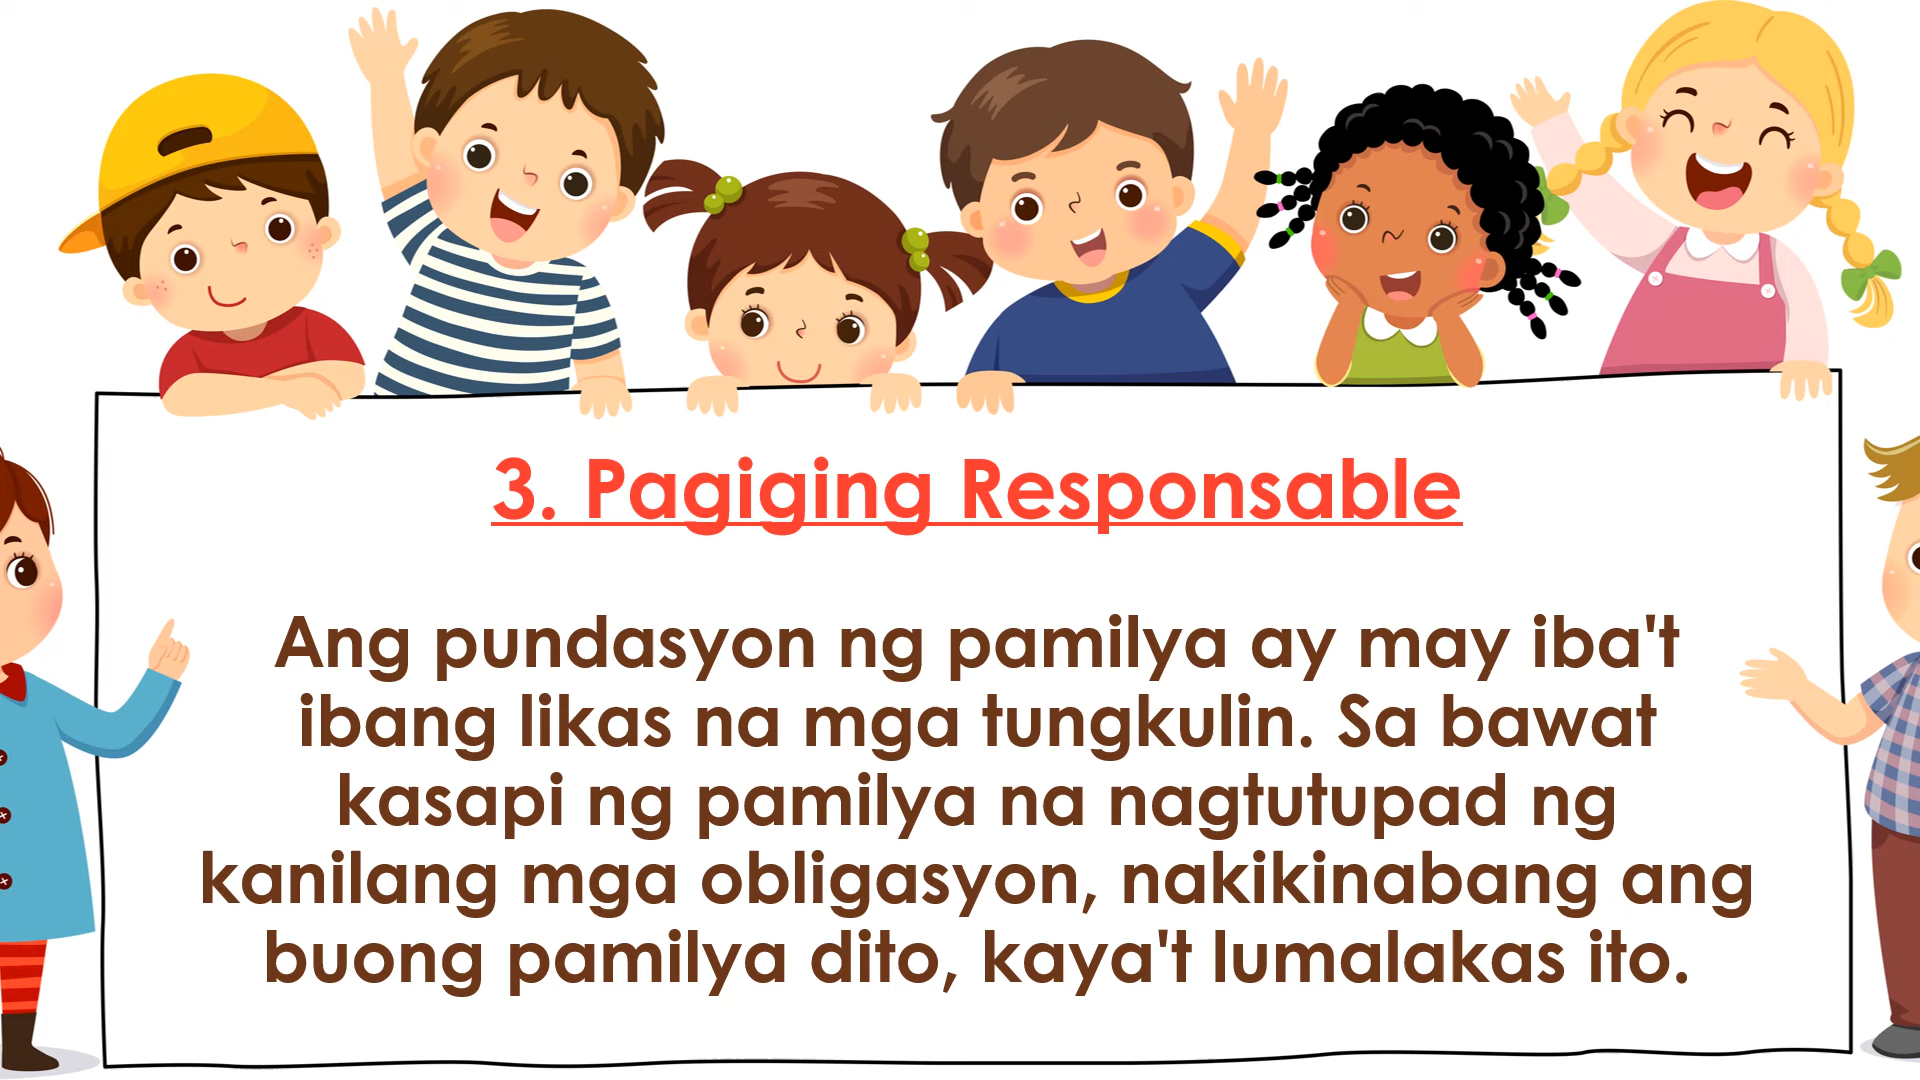 3. Pagiging Responsable
Ang pundasyon ng pamilya ay may iba't
ibang likas na mga tungkulin. Sa bawat
kasapi ng pamilya na nagtutupad ng
kanilang mga obligasyon, nakikinabang ang
buong pamilya dito, kaya't lumalakas ito.